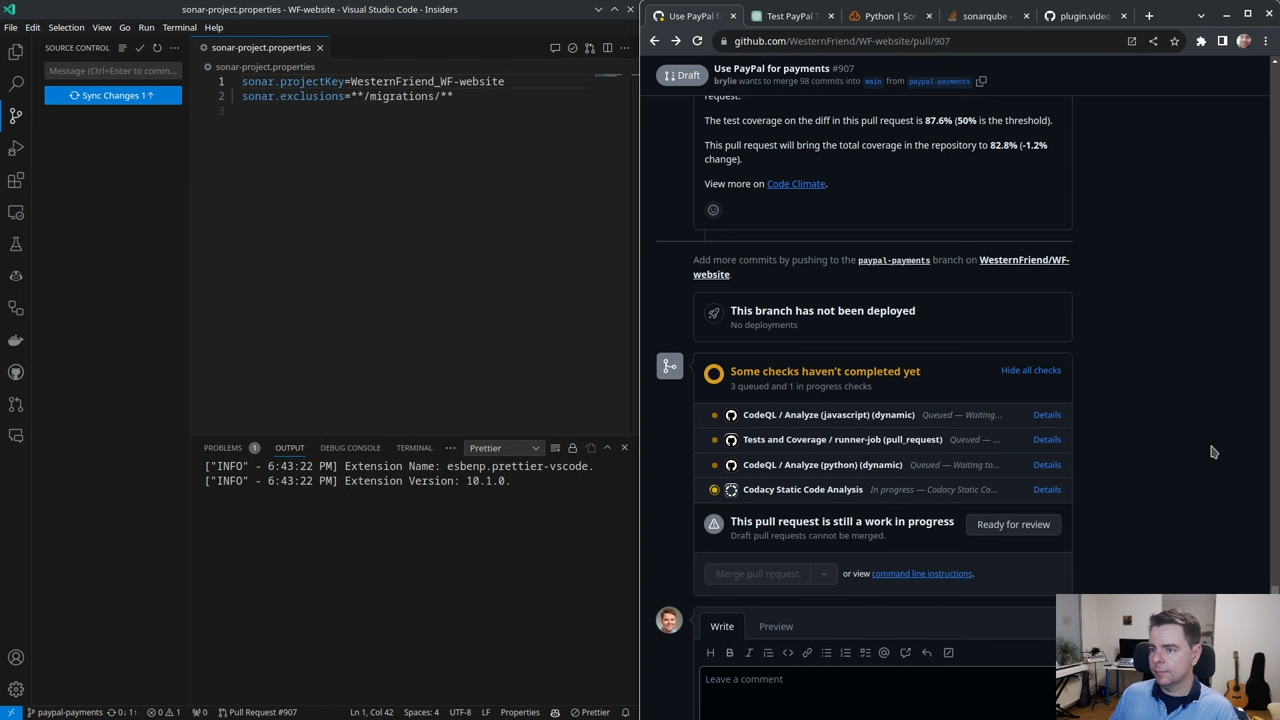 sonar-project.properties - WF-website - Visual Studio Code - Insiders
File Edit Selection View Go Run Terminal Help
SOURCE CONTROL
Message (Ctrl+Enter to comm...
Sync Changes 1↑
sonar-project.properties
sonar-project.properties
1 sonar.projectKey=WesternFriend_WF-website
2 sonar.exclusions=**/migrations/**
3
PROBLEMS 1 OUTPUT DEBUG CONSOLE TERMINAL ... Prettier
["INFO" - 6:43:22 PM] Extension Name: esbenp.prettier-vscode.
["INFO" - 6:43:22 PM] Extension Version: 10.1.0.
paypal-payments 0↓ 1↑ 0 1 0 Pull Request #907 Ln 1, Col 42 Spaces: 4 UTF-8 LF Properties Prettier
Use PayPal for
Test PayPal T
Python | So
sonarqube -
plugin.video
github.com/WesternFriend/WF-website/pull/907
Draft
Use PayPal for payments #907
brylie wants to merge 98 commits into main from paypal-payments
request.
The test coverage on the diff in this pull request is 87.6% (50% is the threshold).
This pull request will bring the total coverage in the repository to 82.8% (-1.2%
change).
View more on Code Climate.
Add more commits by pushing to the paypal-payments branch on WesternFriend/WF-
website.
This branch has not been deployed
No deployments
Some checks haven't completed yet
3 queued and 1 in progress checks
Hide all checks
CodeQL / Analyze (javascript) (dynamic) Queued — Waiting... Details
Tests and Coverage / runner-job (pull_request) Queued — ... Details
CodeQL / Analyze (python) (dynamic) Queued — Waiting to... Details
Codacy Static Code Analysis In progress — Codacy Static Co... Details
This pull request is still a work in progress
Draft pull requests cannot be merged.
Ready for review
Merge pull request or view command line instructions.
Write Preview
Leave a comment